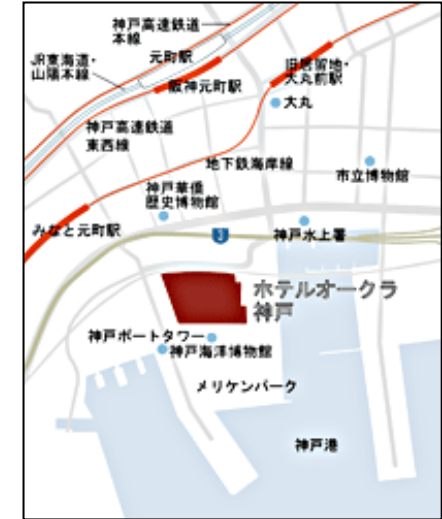 神戸高速鉄道
本線
元町駅
JR東海道・
山陽本線
阪神元町駅
旧居留地・
大丸前駅
大丸
神戸高速鉄道
東西線
地下鉄海岸線
市立博物館
神戸華僑
歴史博物館
みなと元町駅
2
神戸水上署
ホテルオークラ
神戸
神戸ポートタワー
神戸海洋博物館
メリケンパーク
神戸港